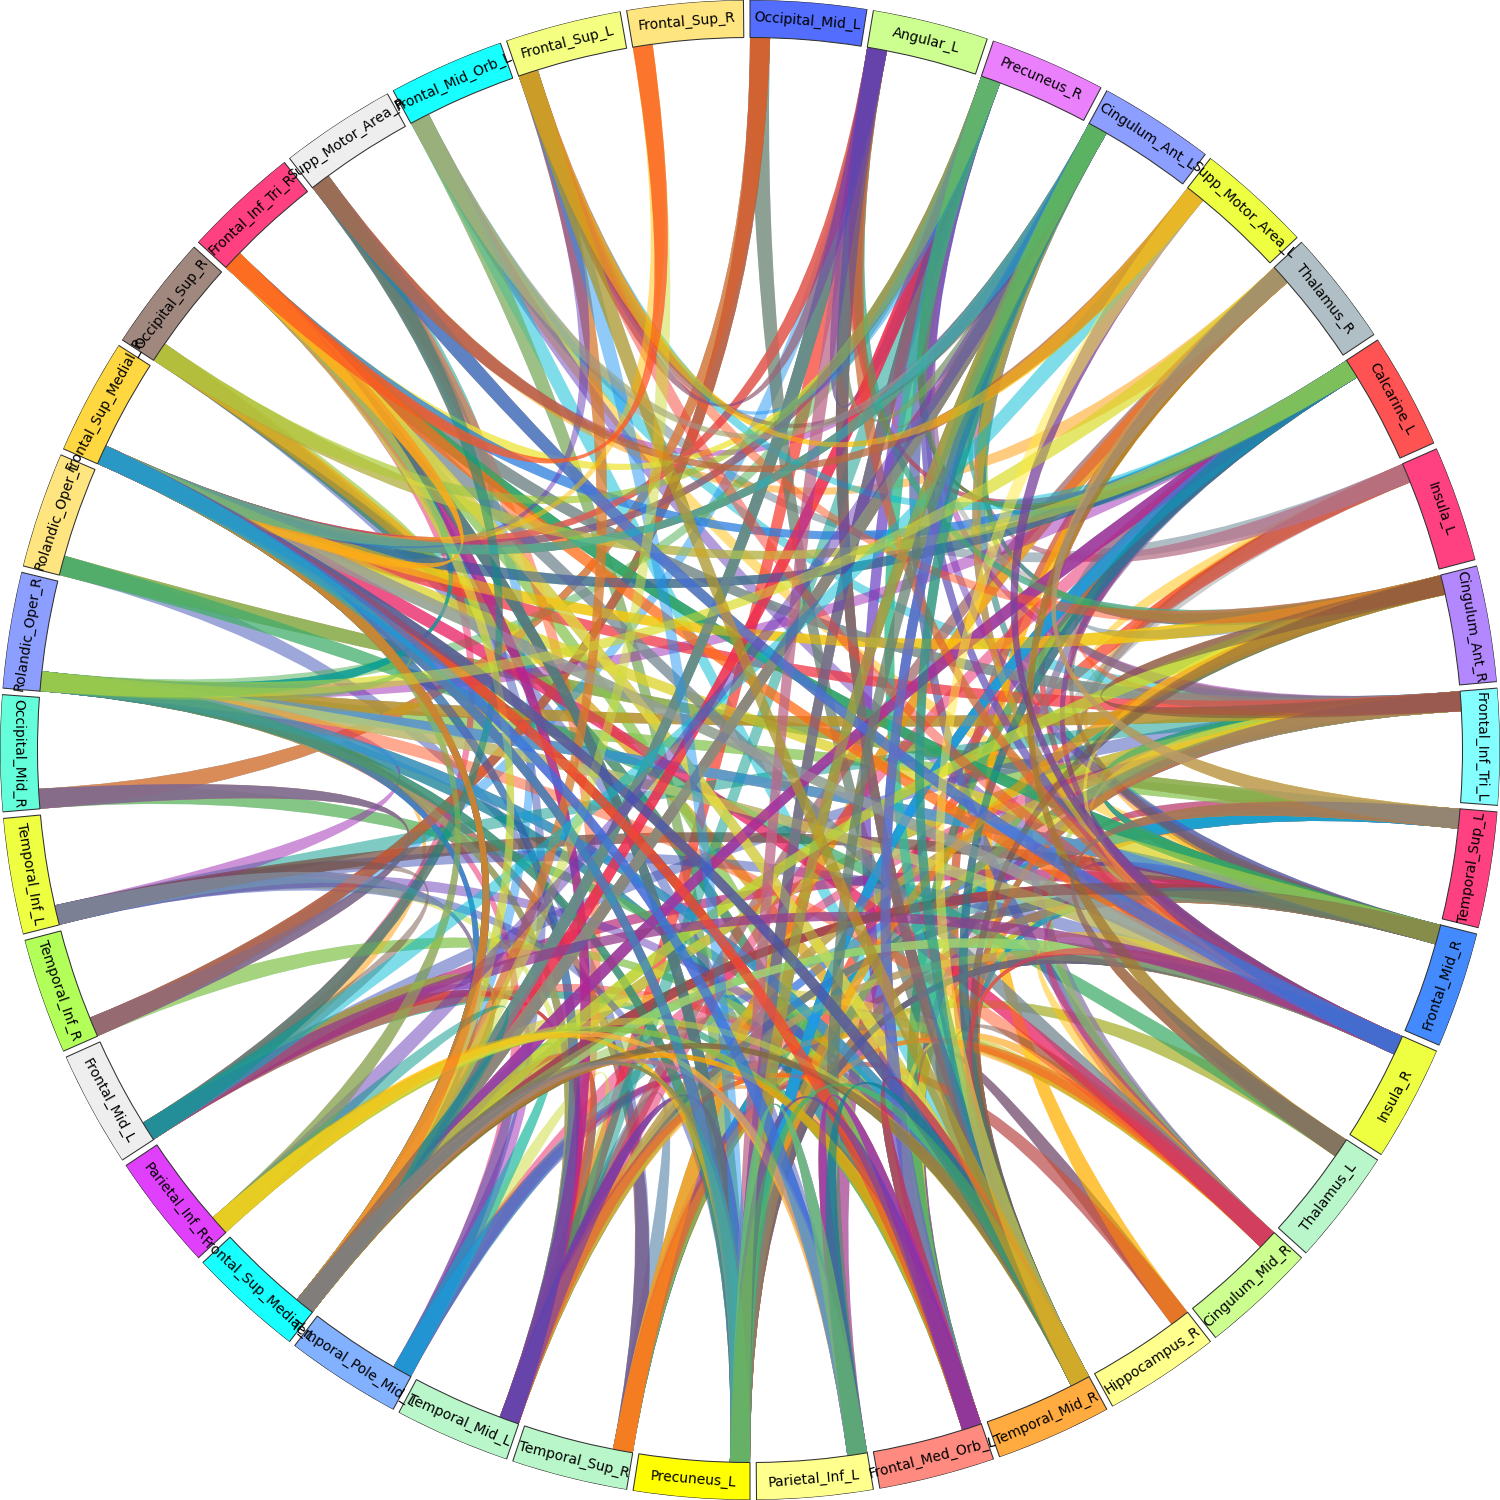 Occipital_Mid_L
Angular_L
Precuneus_R
Cingulum_Ant_L
Supp_Motor_Area_L
Thalamus_R
Calcarine_L
Insula_L
Cingulum_Ant_R
Frontal_Inf_Tri_L
Temporal_Sup_L
Frontal_Mid_R
Insula_R
Thalamus_L
Cingulum_Mid_R
Hippocampus_R
Temporal_Mid_R
Frontal_Med_Orb_L
Parietal_Inf_L
Precuneus_L
Temporal_Sup_R
Temporal_Mid_L
Temporal_Pole_Mid_L
Frontal_Sup_Medial_L
Parietal_Inf_R
Frontal_Mid_L
Temporal_Inf_R
Temporal_Inf_L
Occipital_Mid_R
Rolandic_Oper_R
Rolandic_Oper_L
Frontal_Sup_Medial_R
Occipital_Sup_R
Frontal_Inf_Tri_R
Supp_Motor_Area_R
Frontal_Mid_Orb_L
Frontal_Sup_L
Frontal_Sup_R